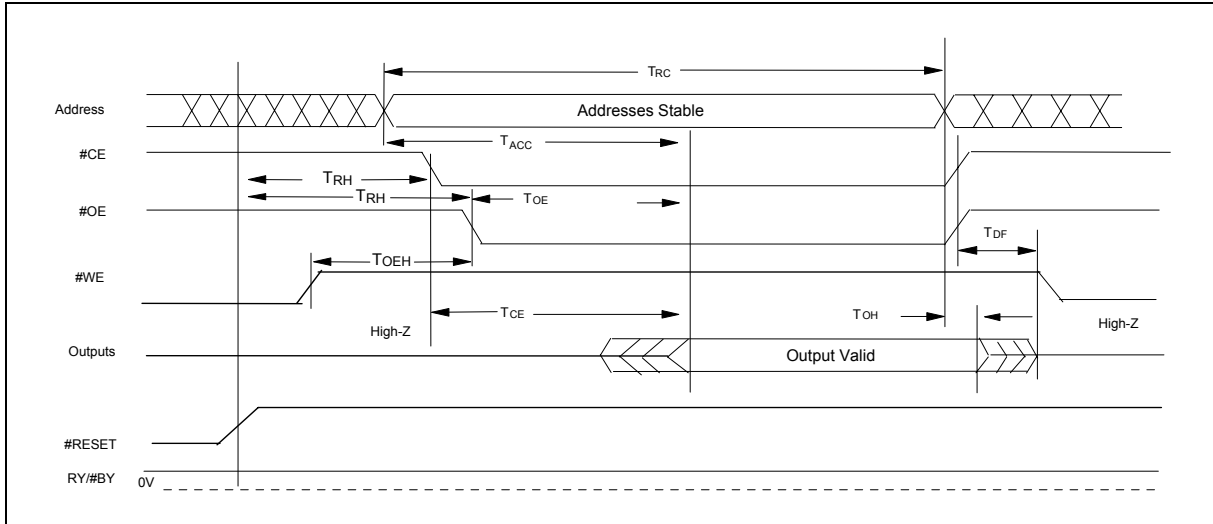 TRC
Address
Addresses Stable
TACC
#CE
TRH
TRH
TOE
#OE
TDF
TOEH
#WE
TCE
TOH
High-Z
High-Z
Outputs
Output Valid
#RESET
RY/#BY
0V